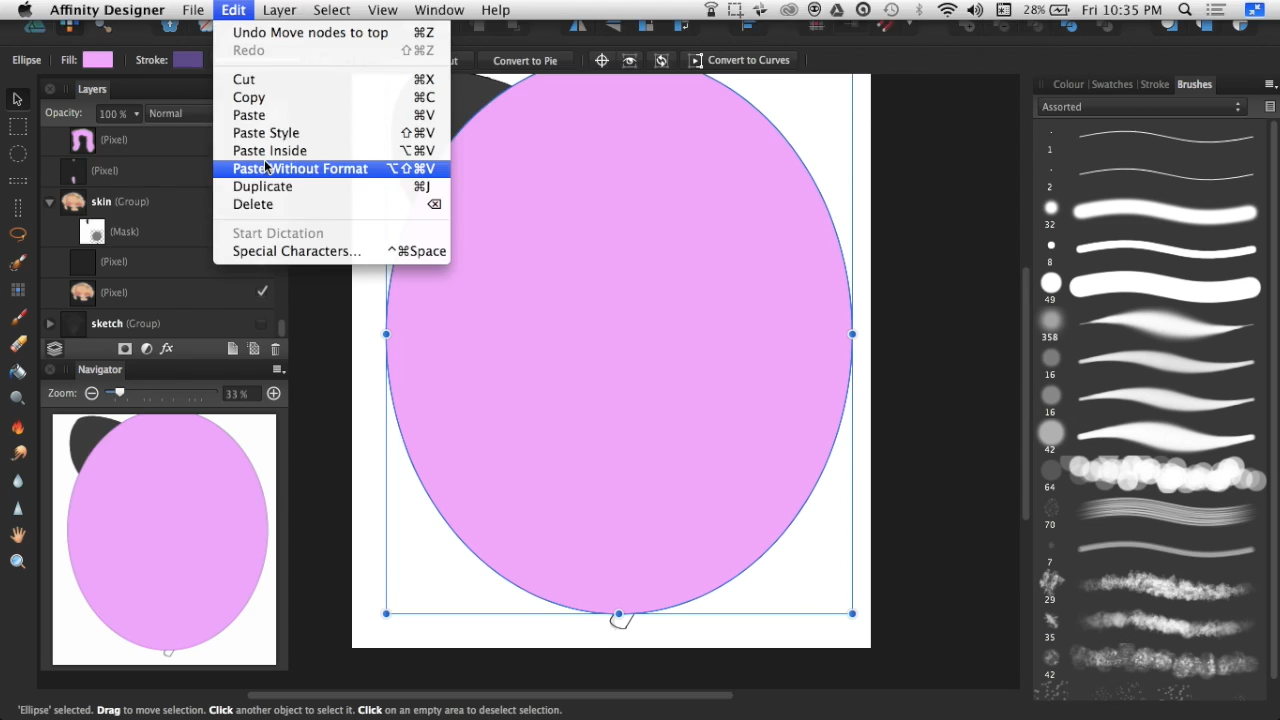 Affinity Designer File Edit Layer Select View Window Help 28% Fri 10:35 PM
Ellipse Fill: Stroke: ut Convert to Pie Convert to Curves
Undo Move nodes to top ⌘Z
Redo ⇧⌘Z
Cut ⌘X
Copy ⌘C
Paste ⌘V
Paste Style ⇧⌘V
Paste Inside ⌥⌘V
Paste Without Format ⌥⇧⌘V
Duplicate ⌘J
Delete ⌫
Start Dictation
Special Characters... ^⌘Space
Layers
Opacity: 100 % Normal
(Pixel)
(Pixel)
skin (Group)
(Mask)
(Pixel)
(Pixel)
sketch (Group)
fx
Navigator
Zoom: 33 %
Colour Swatches Stroke Brushes
Assorted
1
2
32
8
49
358
16
16
42
64
70
7
29
35
42
'Ellipse' selected. Drag to move selection. Click another object to select it. Click on an empty area to deselect selection.